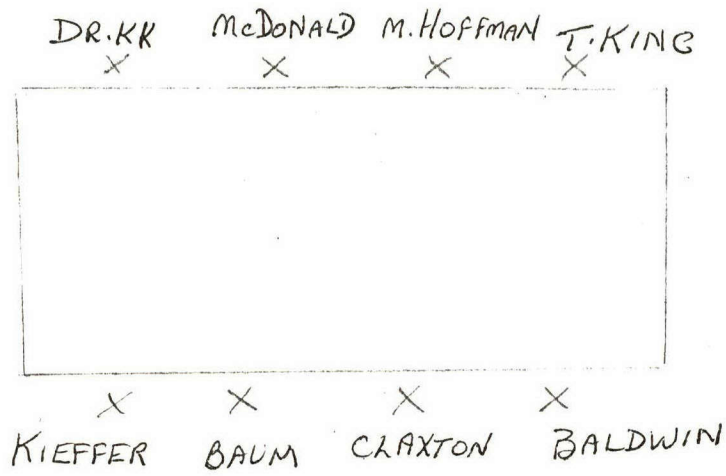 DR.KK McDONALD M.HOFFMAN T.KING
X X X X
X X X X
KIEFFER BAUM CLAXTON BALDWIN